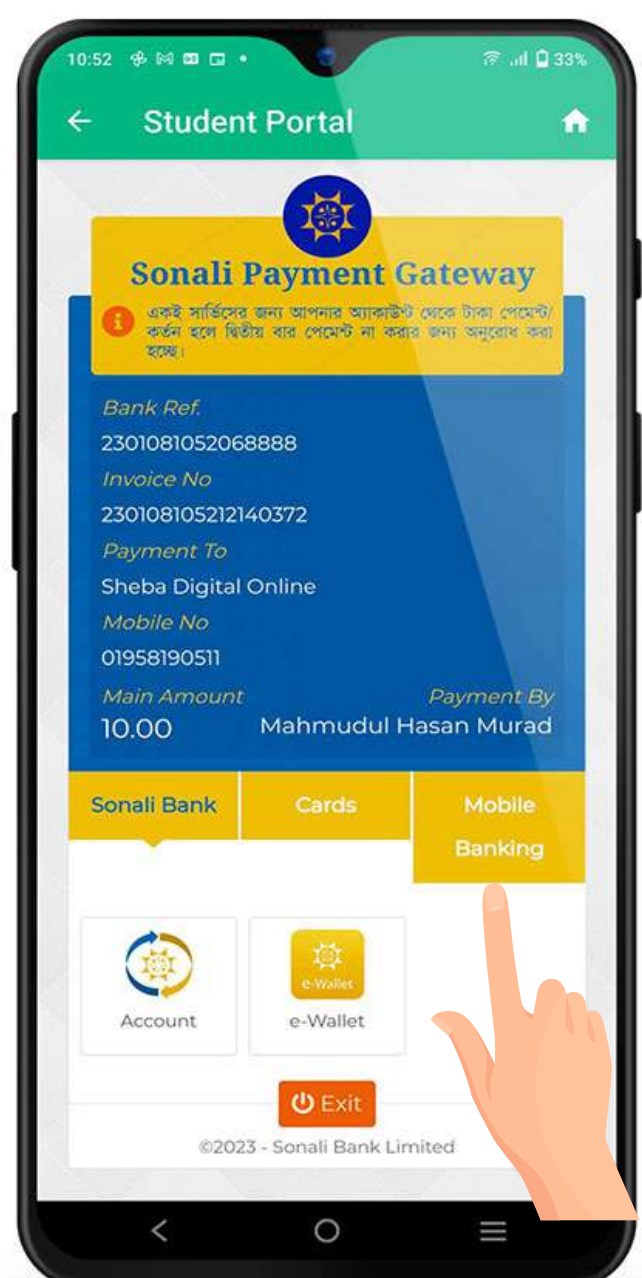 10:52
33%
Student Portal
Sonali Payment Gateway
একই সার্ভিসের জন্য আপনার অ্যাকাউন্ট থেকে টাকা পেমেন্ট/
কর্তন হলে দ্বিতীয় বার পেমেন্ট না করার জন্য অনুরোধ করা
হচ্ছে।
Bank Ref.
2301081052068888
Invoice No
230108105212140372
Payment To
Sheba Digital Online
Mobile No
01958190511
Main Amount Payment By
10.00 Mahmudul Hasan Murad
Sonali Bank Cards Mobile
Banking
e-Wallet
Account e-Wallet
Exit
©2023 - Sonali Bank Limited